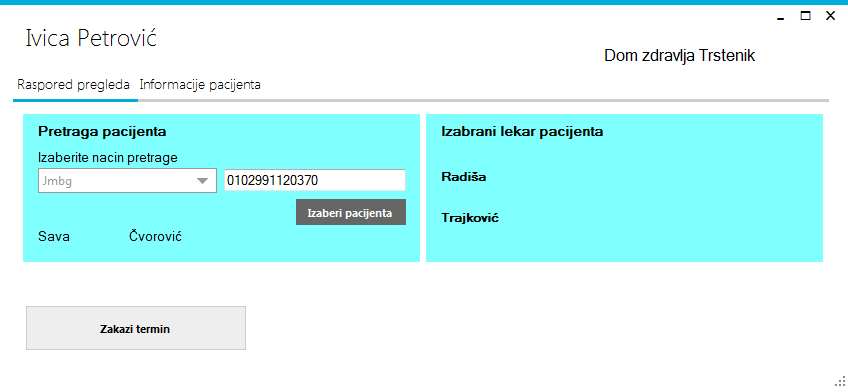 Ivica Petrović
Dom zdravlja Trstenik
Raspored pregleda Informacije pacijenta
Pretraga pacijenta
Izaberite nacin pretrage
Jmbg 0102991120370
Izaberi pacijenta
Sava Čvorović
Izabrani lekar pacijenta
Radiša
Trajković
Zakazi termin